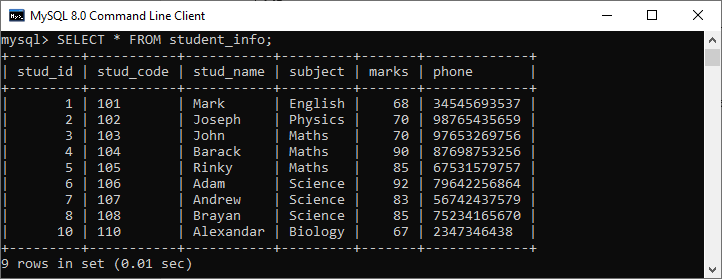 MySQL 8.0 Command Line Client
mysql> SELECT * FROM student_info;
+---------+-----------+-----------+---------+-------+-------------+
| stud_id | stud_code | stud_name | subject | marks | phone       |
+---------+-----------+-----------+---------+-------+-------------+
|       1 | 101       | Mark      | English |    68 | 34545693537 |
|       2 | 102       | Joseph    | Physics |    70 | 98765435659 |
|       3 | 103       | John      | Maths   |    70 | 97653269756 |
|       4 | 104       | Barack    | Maths   |    90 | 87698753256 |
|       5 | 105       | Rinky     | Maths   |    85 | 67531579757 |
|       6 | 106       | Adam      | Science |    92 | 79642256864 |
|       7 | 107       | Andrew    | Science |    83 | 56742437579 |
|       8 | 108       | Brayan    | Science |    85 | 75234165670 |
|      10 | 110       | Alexandar | Biology |    67 | 2347346438  |
+---------+-----------+-----------+---------+-------+-------------+
9 rows in set (0.01 sec)